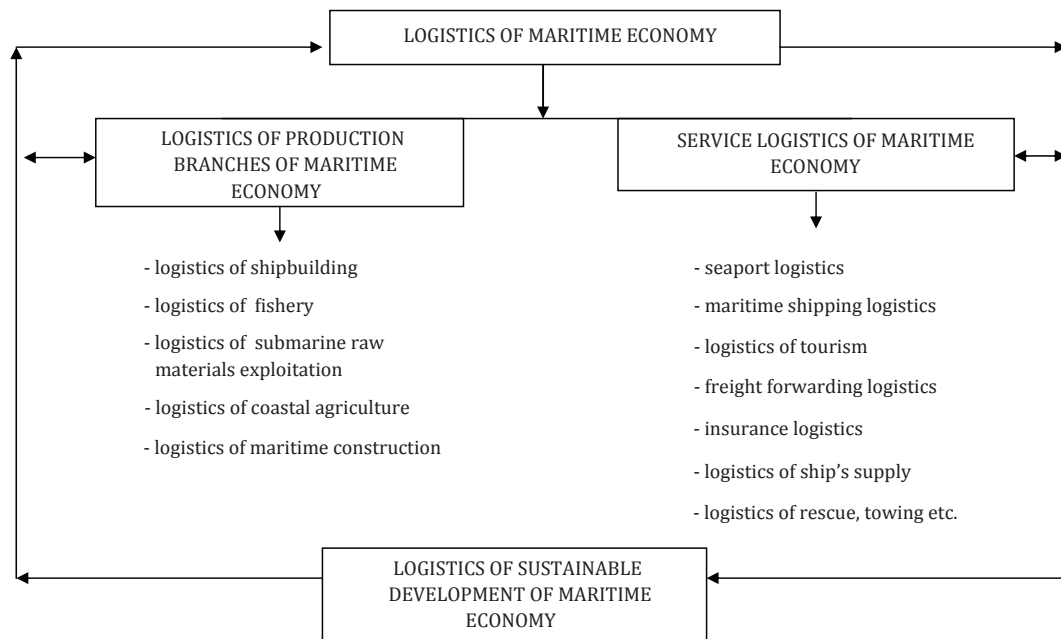 LOGISTICS OF MARITIME ECONOMY
LOGISTICS OF PRODUCTION
BRANCHES OF MARITIME
ECONOMY
SERVICE LOGISTICS OF MARITIME
ECONOMY
- logistics of shipbuilding
- logistics of fishery
- logistics of submarine raw
materials exploitation
- logistics of coastal agriculture
- logistics of maritime construction
- seaport logistics
- maritime shipping logistics
- logistics of tourism
- freight forwarding logistics
- insurance logistics
- logistics of ship’s supply
- logistics of rescue, towing etc.
LOGISTICS OF SUSTAINABLE
DEVELOPMENT OF MARITIME
ECONOMY